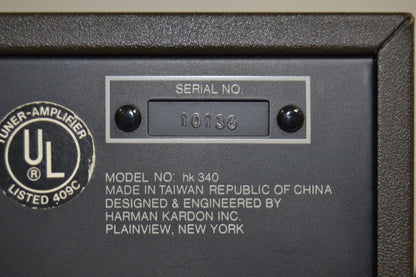 SERIAL NO.
10136
TUNER-AMPLIFIER
UL
®
LISTED 409C
MODEL NO: hk 340
MADE IN TAIWAN REPUBLIC OF CHINA
DESIGNED & ENGINEERED BY
HARMAN KARDON INC.
PLAINVIEW, NEW YORK